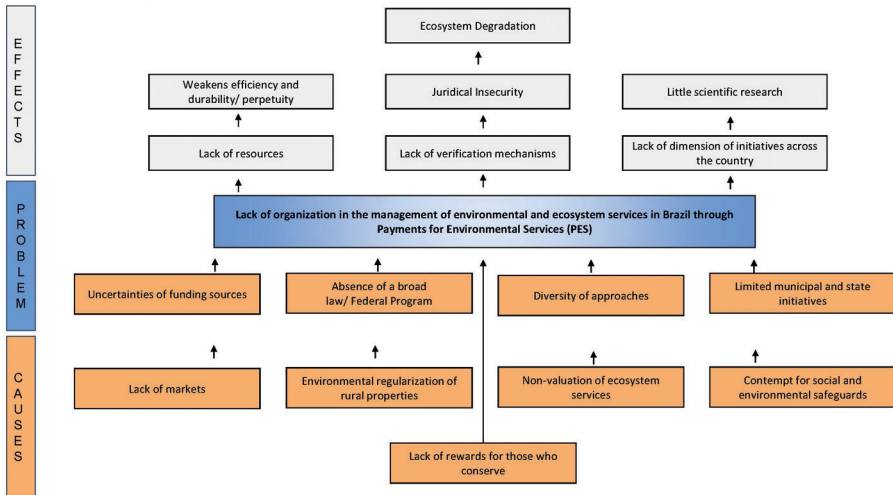 EFFECTS
Ecosystem Degradation
Weakens efficiency and
durability/ perpetuity
Juridical Insecurity
Little scientific research
Lack of resources
Lack of verification mechanisms
Lack of dimension of initiatives across
the country
PROBLEM
Lack of organization in the management of environmental and ecosystem services in Brazil through
Payments for Environmental Services (PES)
Uncertainties of funding sources
Absence of a broad
law/ Federal Program
Diversity of approaches
Limited municipal and state
initiatives
CAUSES
Lack of markets
Environmental regularization of
rural properties
Non-valuation of ecosystem
services
Contempt for social and
environmental safeguards
Lack of rewards for those who
conserve